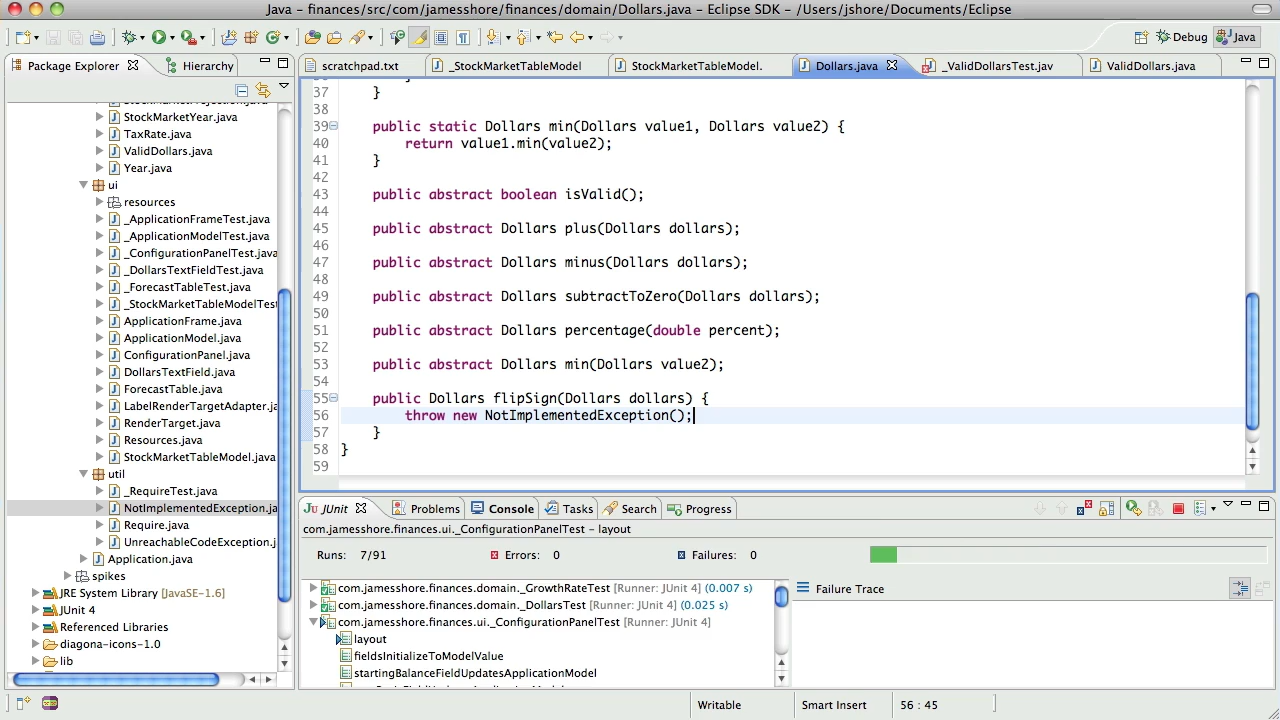 Java – finances/src/com/jamesshore/finances/domain/Dollars.java – Eclipse SDK – /Users/jshore/Documents/Eclipse
Debug
Java
Package Explorer
Hierarchy
scratchpad.txt
_StockMarketTableModel
StockMarketTableModel.
Dollars.java
_ValidDollarsTest.jav
ValidDollars.java
StockMarketProjection.java
StockMarketYear.java
TaxRate.java
ValidDollars.java
Year.java
ui
resources
_ApplicationFrameTest.java
_ApplicationModelTest.java
_ConfigurationPanelTest.java
_DollarsTextFieldTest.java
_ForecastTableTest.java
_StockMarketTableModelTest
ApplicationFrame.java
ApplicationModel.java
ConfigurationPanel.java
DollarsTextField.java
ForecastTable.java
LabelRenderTargetAdapter.java
RenderTarget.java
Resources.java
StockMarketTableModel.java
util
_RequireTest.java
NotImplementedException.ja
Require.java
UnreachableCodeException.j
Application.java
spikes
JRE System Library [JavaSE-1.6]
JUnit 4
Referenced Libraries
diagona-icons-1.0
lib
37 }
38
39 public static Dollars min(Dollars value1, Dollars value2) {
40 return value1.min(value2);
41 }
42
43 public abstract boolean isValid();
44
45 public abstract Dollars plus(Dollars dollars);
46
47 public abstract Dollars minus(Dollars dollars);
48
49 public abstract Dollars subtractToZero(Dollars dollars);
50
51 public abstract Dollars percentage(double percent);
52
53 public abstract Dollars min(Dollars value2);
54
55 public Dollars flipSign(Dollars dollars) {
56 throw new NotImplementedException();
57 }
58 }
59
JUnit
Problems
Console
Tasks
Search
Progress
com.jamesshore.finances.ui._ConfigurationPanelTest - layout
Runs: 7/91
Errors: 0
Failures: 0
com.jamesshore.finances.domain._GrowthRateTest [Runner: JUnit 4] (0.007 s)
com.jamesshore.finances.domain._DollarsTest [Runner: JUnit 4] (0.025 s)
com.jamesshore.finances.ui._ConfigurationPanelTest [Runner: JUnit 4]
layout
fieldsInitializeToModelValue
startingBalanceFieldUpdatesApplicationModel
Failure Trace
Writable
Smart Insert
56 : 45